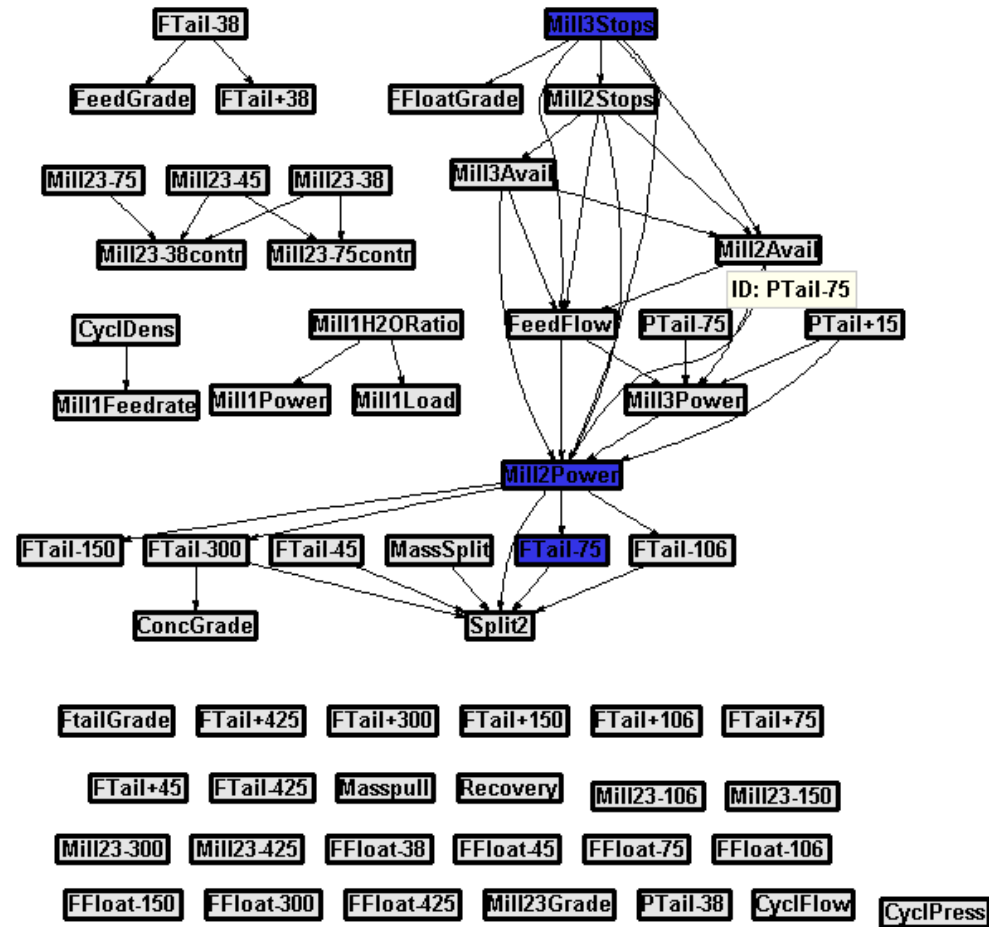 FTail-38
Mill3Stops
FeedGrade
FTail+38
FFloatGrade
Mill2Stops
Mill23-75
Mill23-45
Mill23-38
Mill3Avail
Mill23-38contr
Mill23-75contr
Mill2Avail
ID: PTail-75
CyclDens
Mill1H2ORatio
FeedFlow
PTail-75
PTail+15
Mill1Feedrate
Mill1Power
Mill1Load
Mill3Power
Mill2Power
FTail-150
FTail-300
FTail-45
MassSplit
FTail-75
FTail-106
ConcGrade
Split2
FtailGrade
FTail+425
FTail+300
FTail+150
FTail+106
FTail+75
FTail+45
FTail-425
Masspull
Recovery
Mill23-106
Mill23-150
Mill23-300
Mill23-425
FFloat-38
FFloat-45
FFloat-75
FFloat-106
FFloat-150
FFloat-300
FFloat-425
Mill23Grade
PTail-38
CyclFlow
CyclPress